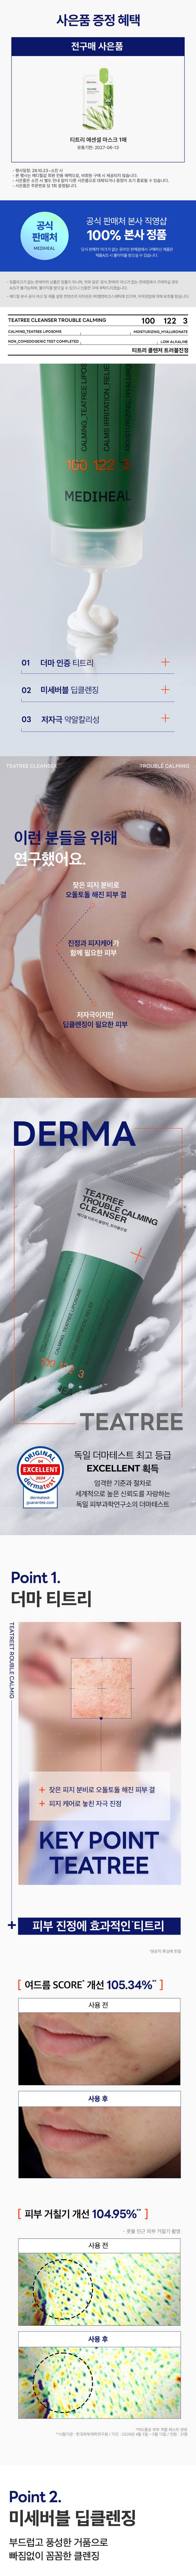 사은품 증정 혜택
전구매 사은품
티트리 에센셜 마스크 1매
유통기한: 2027-06-13
공식
판매처
MEDIHEAL
공식 판매처 본사 직영샵
100% 본사 정품
TEATREE CLEANSER TROUBLE CALMING
100 122 3
CALMING_TEATREE LIPOSOME
MOISTURIZING_HYALURONATE
NON_COMEDOGENIC TEST COMPLETED
LOW ALKALINE
티트리 클렌저 트러블진정
100 122 3
MEDIHEAL
01 더마 인증 티트리
02 미세버블 딥클렌징
03 저자극 약알칼리성
TEATREE CLEANSER
TROUBLE CALMING
이런 분들을 위해
연구했어요.
잦은 피지 분비로
오돌토돌 해진 피부 결
진정과 피지케어가
함께 필요한 피부
저자극이지만
딥클렌징이 필요한 피부
DERMA
TEATREE
TROUBLE CALMING
CLEANSER
TEATREE
ORIGINAL
EXCELLENT
dermatest
dermatest-
guarantee.com
독일 더마테스트 최고 등급
EXCELLENT 획득
엄격한 기준과 절차로
세계적으로 높은 신뢰도를 자랑하는
독일 피부과학연구소의 더마테스트
Point 1.
더마 티트리
+ 잦은 피지 분비로 오돌토돌 해진 피부 결
+ 피지 케어로 놓친 자극 진정
KEY POINT
TEATREE
피부 진정에 효과적인*티트리
[ 여드름 SCORE* 개선 105.34%** ]
사용 전
사용 후
[ 피부 거칠기 개선 104.95%** ]
사용 전
사용 후
Point 2.
미세버블 딥클렌징
부드럽고 풍성한 거품으로
빠짐없이 꼼꼼한 클렌징